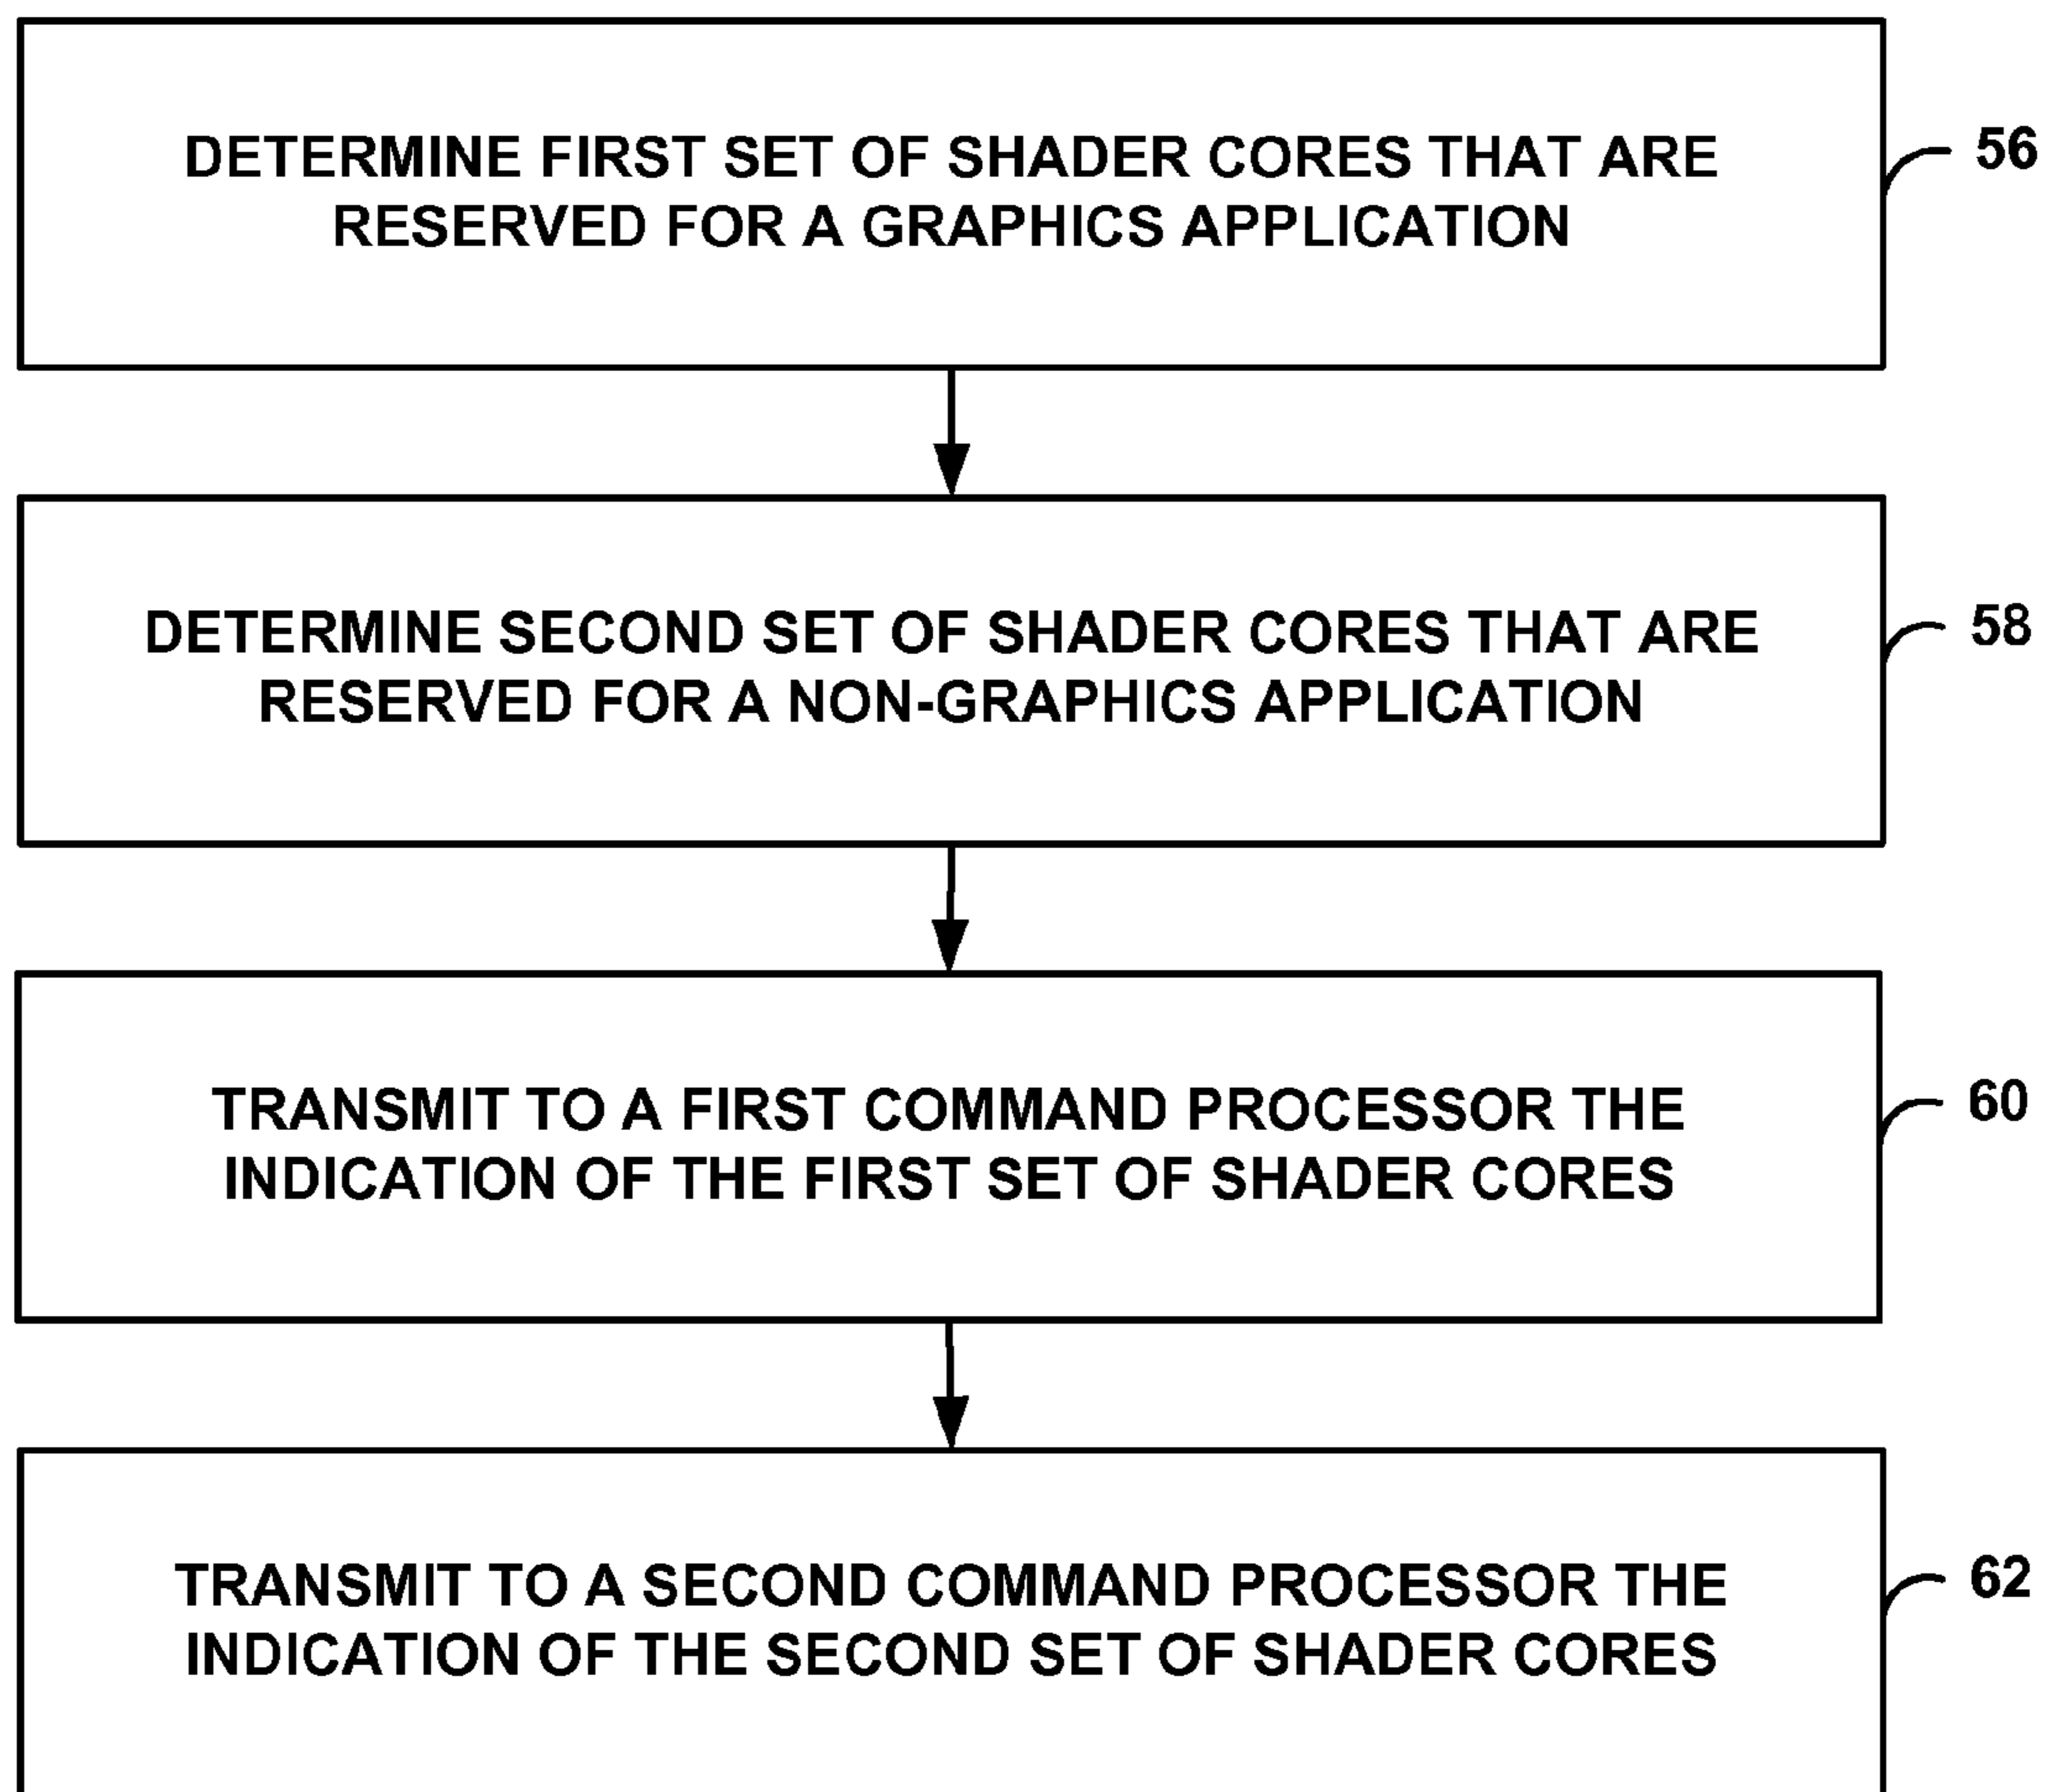 DETERMINE FIRST SET OF SHADER CORES THAT ARE
RESERVED FOR A GRAPHICS APPLICATION
56
DETERMINE SECOND SET OF SHADER CORES THAT ARE
RESERVED FOR A NON-GRAPHICS APPLICATION
58
TRANSMIT TO A FIRST COMMAND PROCESSOR THE
INDICATION OF THE FIRST SET OF SHADER CORES
60
TRANSMIT TO A SECOND COMMAND PROCESSOR THE
INDICATION OF THE SECOND SET OF SHADER CORES
62